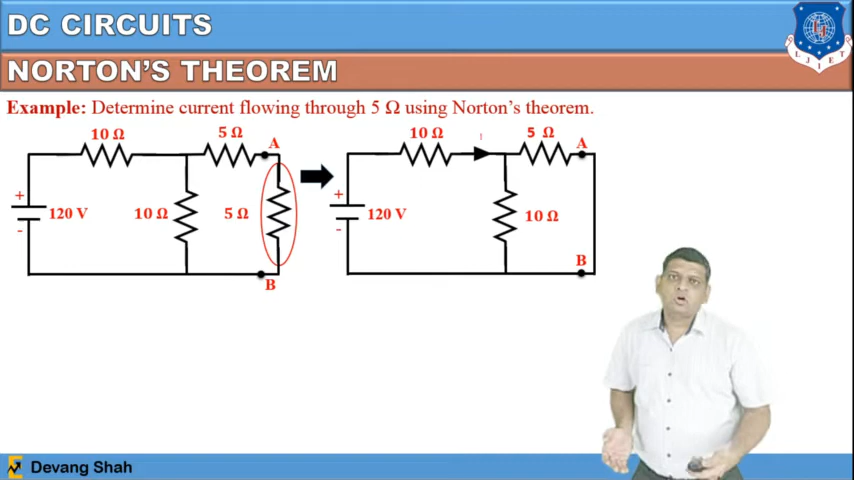 DC CIRCUITS
NORTON'S THEOREM
LJIET
Example: Determine current flowing through 5 Ω using Norton's theorem.
10 Ω
5 Ω
A
+
120 V
-
10 Ω
5 Ω
B
10 Ω
I
5 Ω
A
+
120 V
-
10 Ω
B
Devang Shah